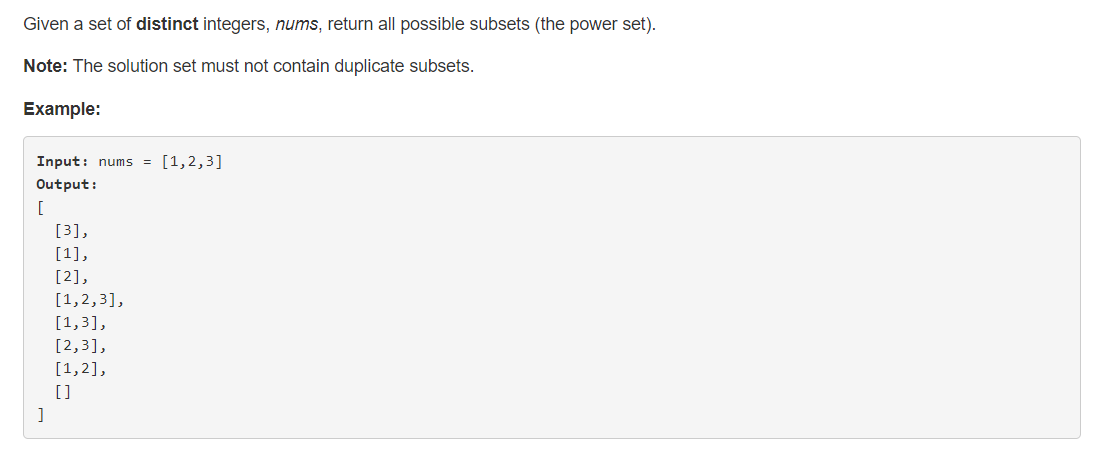 Given a set of distinct integers, nums, return all possible subsets (the power set).
Note: The solution set must not contain duplicate subsets.
Example:
Input: nums = [1,2,3]
Output:
[
  [3],
  [1],
  [2],
  [1,2,3],
  [1,3],
  [2,3],
  [1,2],
  []
]